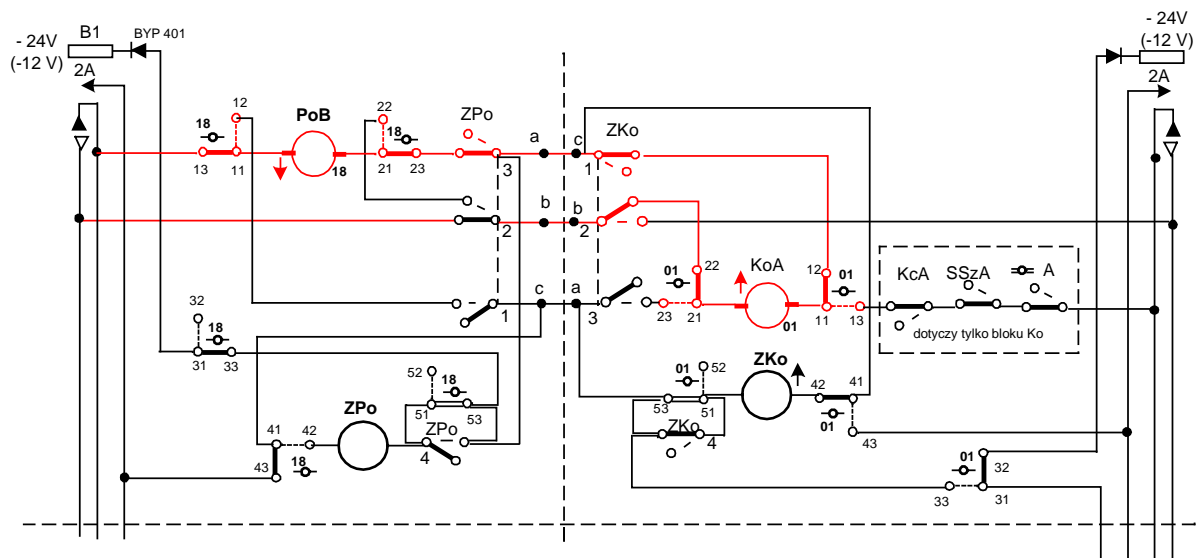 - 24V
(-12 V)
B1
BYP 401
2A
- 24V
(-12 V)
2A
12
18
13
11
PoB
18
22
18
21
23
ZPo
3
a
c
ZKo
1
2
b
b
2
1
c
a
3
12
01
22
01
23
21
KoA
01
11
13
KcA
SSzA
A
dotyczy tylko bloku Ko
32
18
31
33
52
18
51
53
ZPo
4
ZPo
41
42
43
18
01
52
53
51
ZKo
4
ZKo
42
41
01
43
01
32
33
31